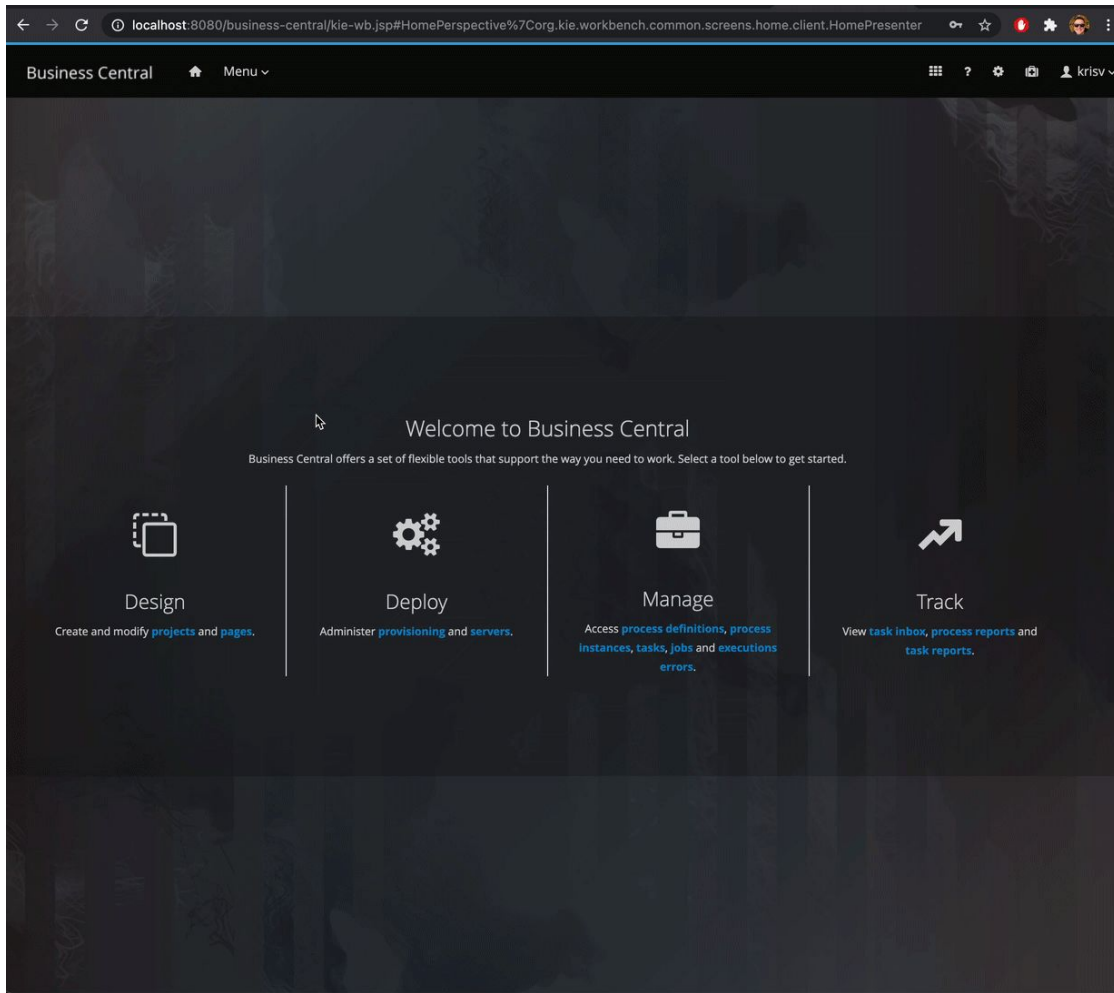 localhost:8080/business-central/kie-wb.jsp#HomePerspective%7Corg.kie.workbench.common.screens.home.client.HomePresenter
Business Central Menu ? krisv
Welcome to Business Central
Business Central offers a set of flexible tools that support the way you need to work. Select a tool below to get started.
Design
Create and modify projects and pages.
Deploy
Administer provisioning and servers.
Manage
Access process definitions, process
instances, tasks, jobs and executions
errors.
Track
View task inbox, process reports and
task reports.